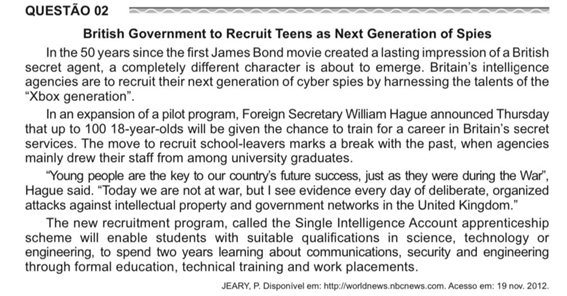 QUESTÃO 02
British Government to Recruit Teens as Next Generation of Spies
In the 50 years since the first James Bond movie created a lasting impression of a British
secret agent, a completely different character is about to emerge. Britain's intelligence
agencies are to recruit their next generation of cyber spies by harnessing the talents of the
“Xbox generation”.
In an expansion of a pilot program, Foreign Secretary William Hague announced Thursday
that up to 100 18-year-olds will be given the chance to train for a career in Britain's secret
services. The move to recruit school-leavers marks a break with the past, when agencies
mainly drew their staff from among university graduates.
“Young people are the key to our country's future success, just as they were during the War”,
Hague said. “Today we are not at war, but I see evidence every day of deliberate, organized
attacks against intellectual property and government networks in the United Kingdom.”
The new recruitment program, called the Single Intelligence Account apprenticeship
scheme will enable students with suitable qualifications in science, technology or
engineering, to spend two years learning about communications, security and engineering
through formal education, technical training and work placements.
JEARY, P. Disponível em: http://worldnews.nbcnews.com. Acesso em: 19 nov. 2012.